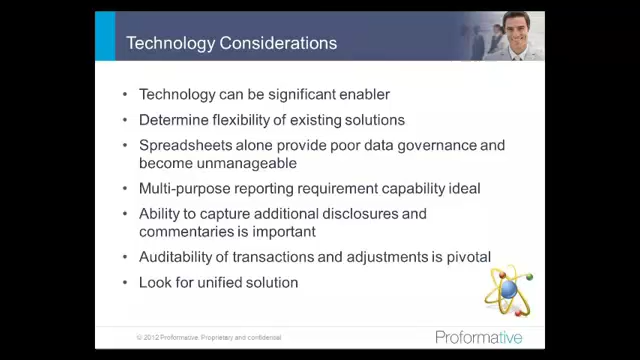 Technology Considerations
• Technology can be significant enabler
• Determine flexibility of existing solutions
• Spreadsheets alone provide poor data governance and
become unmanageable
• Multi-purpose reporting requirement capability ideal
• Ability to capture additional disclosures and
commentaries is important
• Auditability of transactions and adjustments is pivotal
• Look for unified solution
© 2012 Proformative. Proprietary and confidential
Proformative